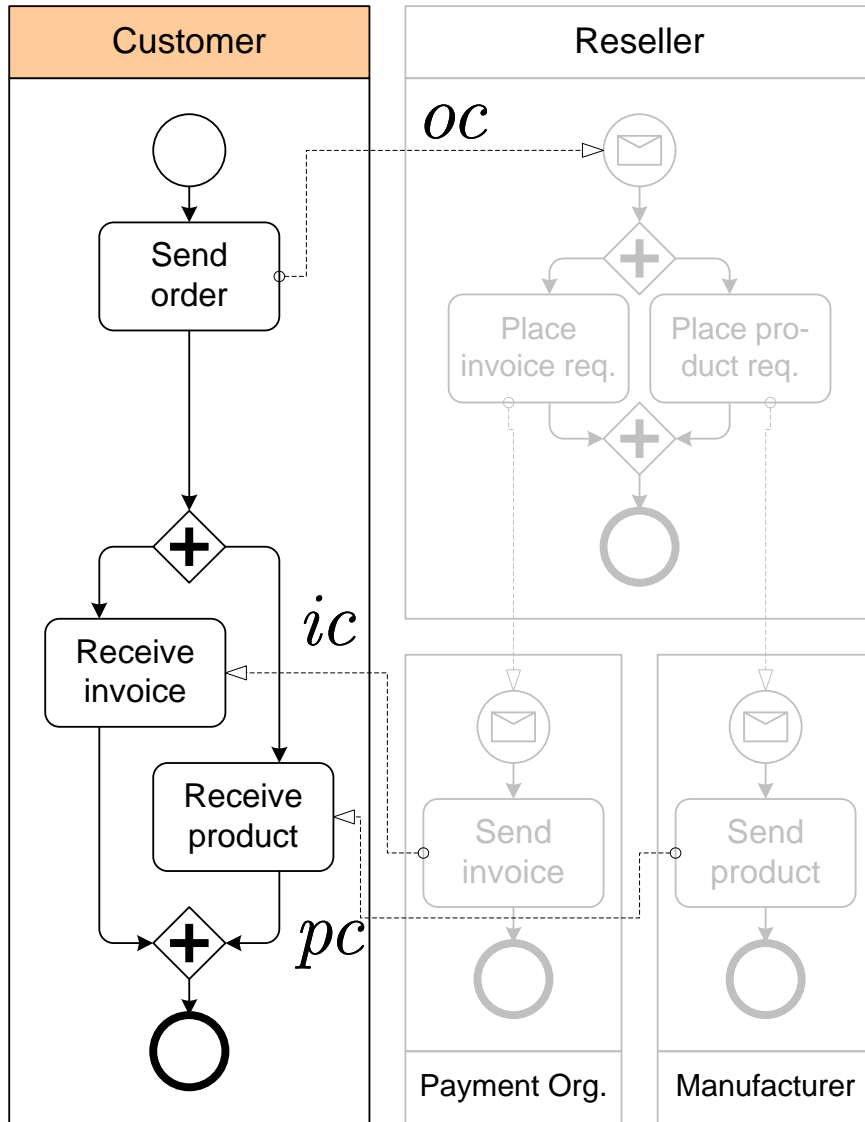 Customer
Reseller
oc
Send
order
Place
invoice req.
Place pro-
duct req.
ic
Receive
invoice
Receive
product
pc
Send
invoice
Send
product
Payment Org.
Manufacturer